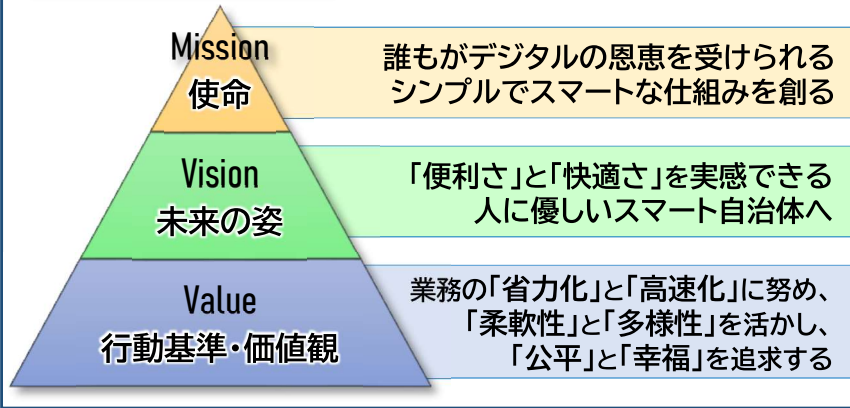 Mission
使命
誰もがデジタルの恩恵を受けられる
シンプルでスマートな仕組みを創る
Vision
未来の姿
「便利さ」と「快適さ」を実感できる
人に優しいスマート自治体へ
Value
行動基準・価値観
業務の「省力化」と「高速化」に努め、
「柔軟性」と「多様性」を活かし、
「公平」と「幸福」を追求する